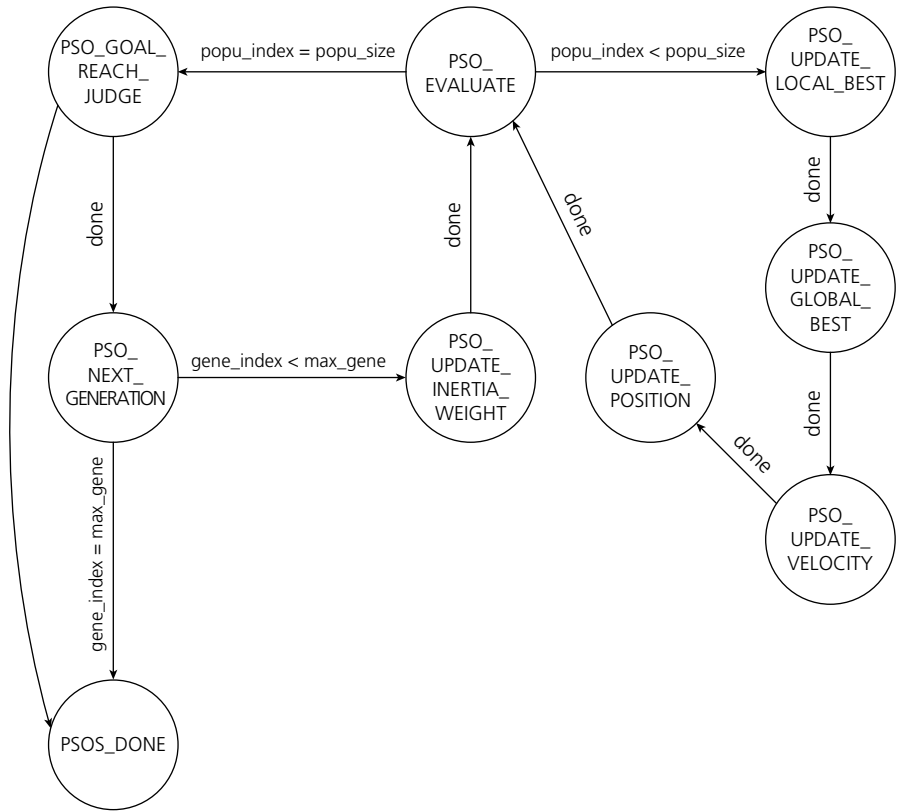 PSO_GOAL_
REACH_
JUDGE
popu_index = popu_size
PSO_
EVALUATE
popu_index < popu_size
PSO_
UPDATE_
LOCAL_BEST
done
done
done
done
PSO_
UPDATE_
GLOBAL_
BEST
PSO_
NEXT_
GENERATION
gene_index < max_gene
PSO_
UPDATE_
INERTIA_
WEIGHT
PSO_
UPDATE_
POSITION
done
done
gene_index = max_gene
PSO_
UPDATE_
VELOCITY
PSOS_DONE